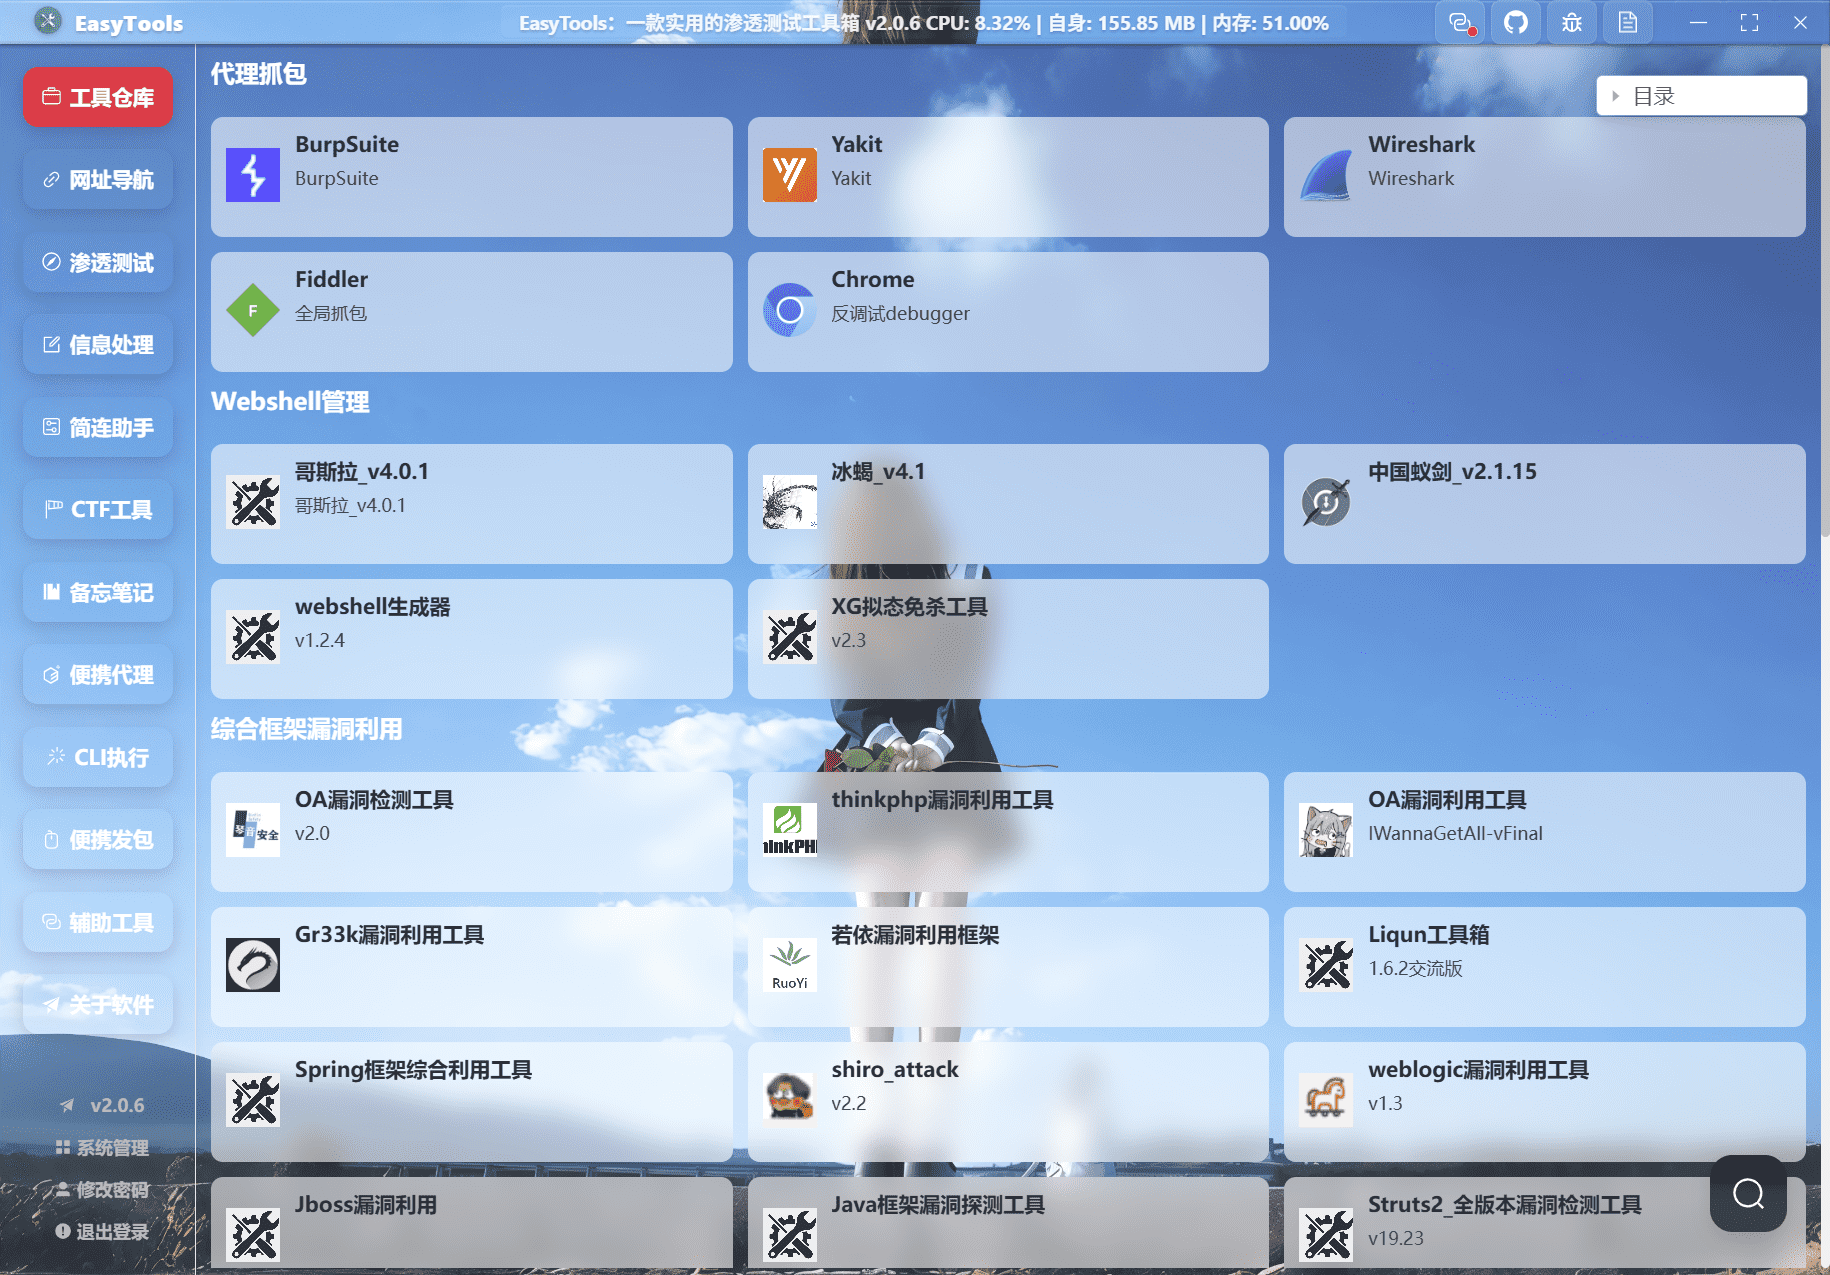 EasyTools
EasyTools：一款实用的渗透测试工具箱 v2.0.6 CPU: 8.32% | 自身: 155.85 MB | 内存: 51.00%
工具仓库
网址导航
渗透测试
信息处理
简连助手
CTF工具
备忘笔记
便携代理
CLI执行
便携发包
辅助工具
关于软件
v2.0.6
系统管理
修改密码
退出登录
目录
代理抓包
BurpSuite
BurpSuite
Yakit
Yakit
Wireshark
Wireshark
F
Fiddler
全局抓包
Chrome
反调试debugger
Webshell管理
哥斯拉_v4.0.1
哥斯拉_v4.0.1
冰蝎_v4.1
中国蚁剑_v2.1.15
webshell生成器
v1.2.4
XG拟态免杀工具
v2.3
综合框架漏洞利用
OA漏洞检测工具
v2.0
琴音安全
thinkphp漏洞利用工具
inkPH
OA漏洞利用工具
IWannaGetAll-vFinal
Gr33k漏洞利用工具
若依漏洞利用框架
RuoYi
Liqun工具箱
1.6.2交流版
Spring框架综合利用工具
shiro_attack
v2.2
weblogic漏洞利用工具
v1.3
Jboss漏洞利用
Java框架漏洞探测工具
Struts2_全版本漏洞检测工具
v19.23